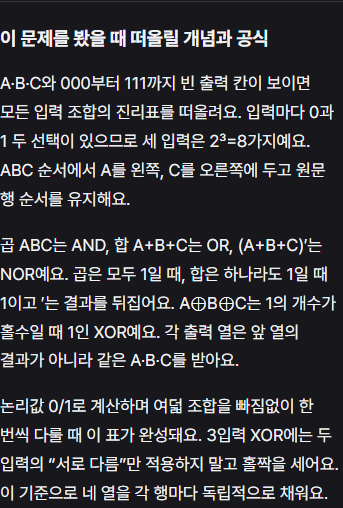 이 문제를 봤을 때 떠올릴 개념과 공식
A·B·C와 000부터 111까지 빈 출력 칸이 보이면
모든 입력 조합의 진리표를 떠올려요. 입력마다 0과
1 두 선택이 있으므로 세 입력은 2³=8가지예요.
ABC 순서에서 A를 왼쪽, C를 오른쪽에 두고 원문
행 순서를 유지해요.
곱 ABC는 AND, 합 A+B+C는 OR, (A+B+C)′는
NOR예요. 곱은 모두 1일 때, 합은 하나라도 1일 때
1이고 ′는 결과를 뒤집어요. A⊕B⊕C는 1의 개수가
홀수일 때 1인 XOR예요. 각 출력 열은 앞 열의
결과가 아니라 같은 A·B·C를 받아요.
논리값 0/1로 계산하며 여덟 조합을 빠짐없이 한
번씩 다룰 때 이 표가 완성돼요. 3입력 XOR에는 두
입력의 “서로 다름”만 적용하지 말고 홀짝을 세어요.
이 기준으로 네 열을 각 행마다 독립적으로 채워요.